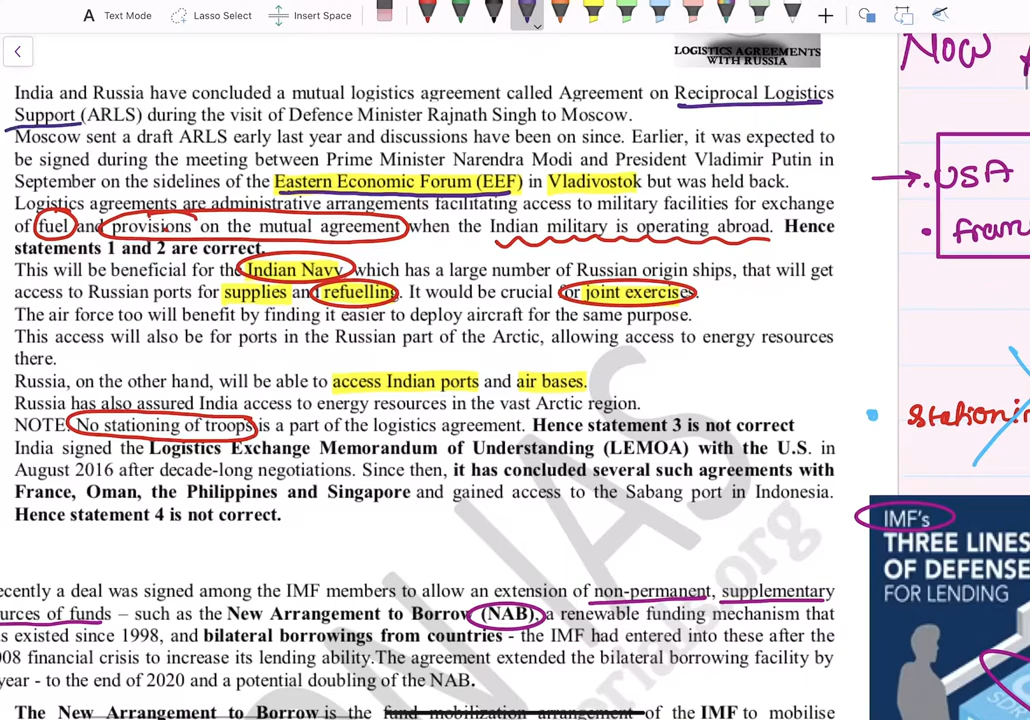 Text Mode
Lasso Select
Insert Space
LOGISTICS AGREEMENTS
WITH RUSSIA
India and Russia have concluded a mutual logistics agreement called Agreement on Reciprocal Logistics
Support (ARLS) during the visit of Defence Minister Rajnath Singh to Moscow.
Moscow sent a draft ARLS early last year and discussions have been on since. Earlier, it was expected to
be signed during the meeting between Prime Minister Narendra Modi and President Vladimir Putin in
September on the sidelines of the Eastern Economic Forum (EEF) in Vladivostok but was held back.
Logistics agreements are administrative arrangements facilitating access to military facilities for exchange
of fuel and provisions on the mutual agreement when the Indian military is operating abroad. Hence
statements 1 and 2 are correct.
This will be beneficial for the Indian Navy, which has a large number of Russian origin ships, that will get
access to Russian ports for supplies and refuelling. It would be crucial for joint exercises.
The air force too will benefit by finding it easier to deploy aircraft for the same purpose.
This access will also be for ports in the Russian part of the Arctic, allowing access to energy resources
there.
Russia, on the other hand, will be able to access Indian ports and air bases.
Russia has also assured India access to energy resources in the vast Arctic region.
NOTE: No stationing of troops is a part of the logistics agreement. Hence statement 3 is not correct
India signed the Logistics Exchange Memorandum of Understanding (LEMOA) with the U.S. in
August 2016 after decade-long negotiations. Since then, it has concluded several such agreements with
France, Oman, the Philippines and Singapore and gained access to the Sabang port in Indonesia.
Hence statement 4 is not correct.
ecently a deal was signed among the IMF members to allow an extension of non-permanent, supplementary
urces of funds – such as the New Arrangement to Borrow (NAB), a renewable funding mechanism that
s existed since 1998, and bilateral borrowings from countries - the IMF had entered into these after the
08 financial crisis to increase its lending ability.The agreement extended the bilateral borrowing facility by
year - to the end of 2020 and a potential doubling of the NAB.
The New Arrangement to Borrow is the fund mobilization arrangement of the IMF to mobilise
Now
USA
Fran
Stationi
IMF's
THREE LINES
OF DEFENSE
FOR LENDING
SDR